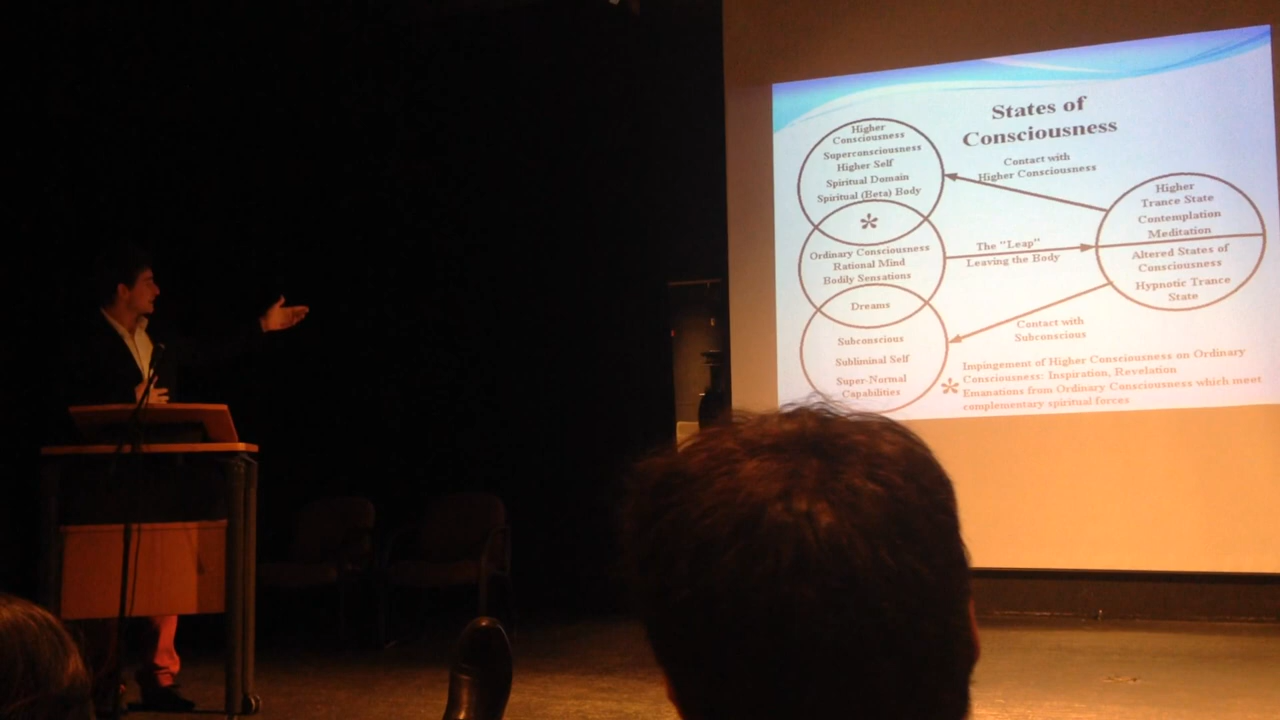 States of
Consciousness
Higher
Consciousness
Superconsciousness
Higher Self
Spiritual Domain
Spiritual (Beta) Body
*
Ordinary Consciousness
Rational Mind
Bodily Sensations
Dreams
Subconscious
Subliminal Self
Super-Normal
Capabilities
Contact with
Higher Consciousness
The "Leap"
Leaving the Body
Contact with
Subconscious
Higher
Trance State
Contemplation
Meditation
Altered States of
Consciousness
Hypnotic Trance
State
* Impingement of Higher Consciousness on Ordinary
Consciousness: Inspiration, Revelation
Emanations from Ordinary Consciousness which meet
complementary spiritual forces